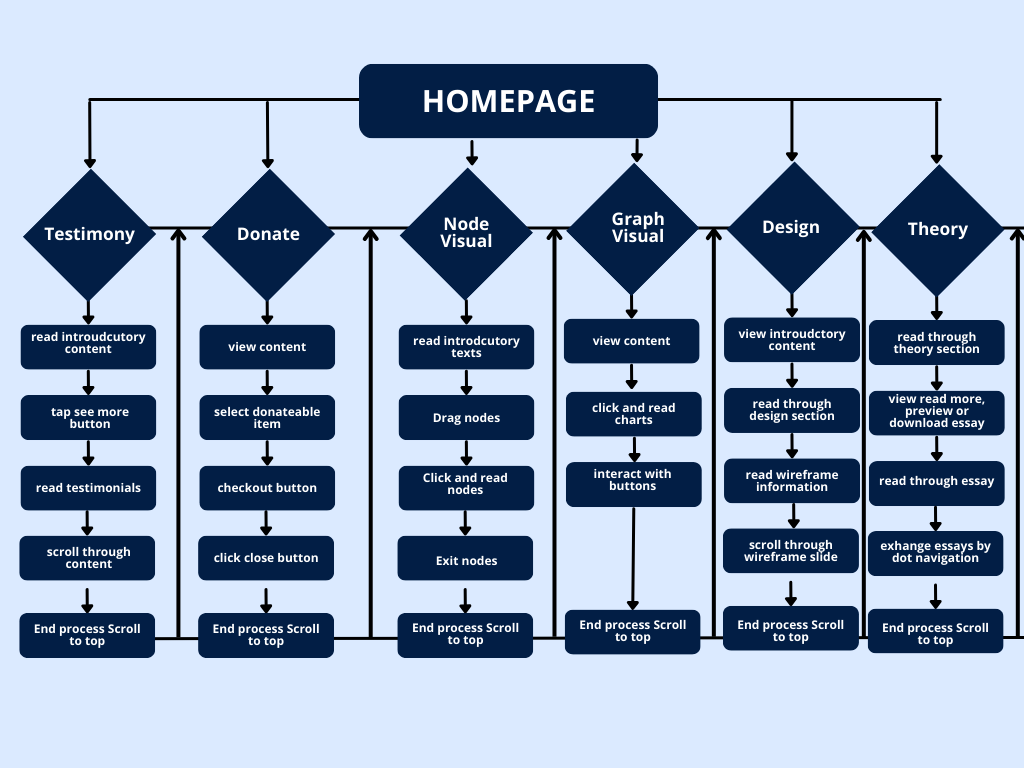 HOMEPAGE
Testimony
Donate
Node
Visual
Graph
Visual
Design
Theory
read introudcutory
content
tap see more
button
read testimonials
scroll through
content
End process Scroll
to top
view content
select donateable
item
checkout button
click close button
End process Scroll
to top
read introdcutory
texts
Drag nodes
Click and read
nodes
Exit nodes
End process Scroll
to top
view content
click and read
charts
interact with
buttons
End process Scroll
to top
view introudctory
content
read through
design section
read wireframe
information
scroll through
wireframe slide
End process Scroll
to top
read through
theory section
view read more,
preview or
download essay
read through essay
exhange essays by
dot navigation
End process Scroll
to top